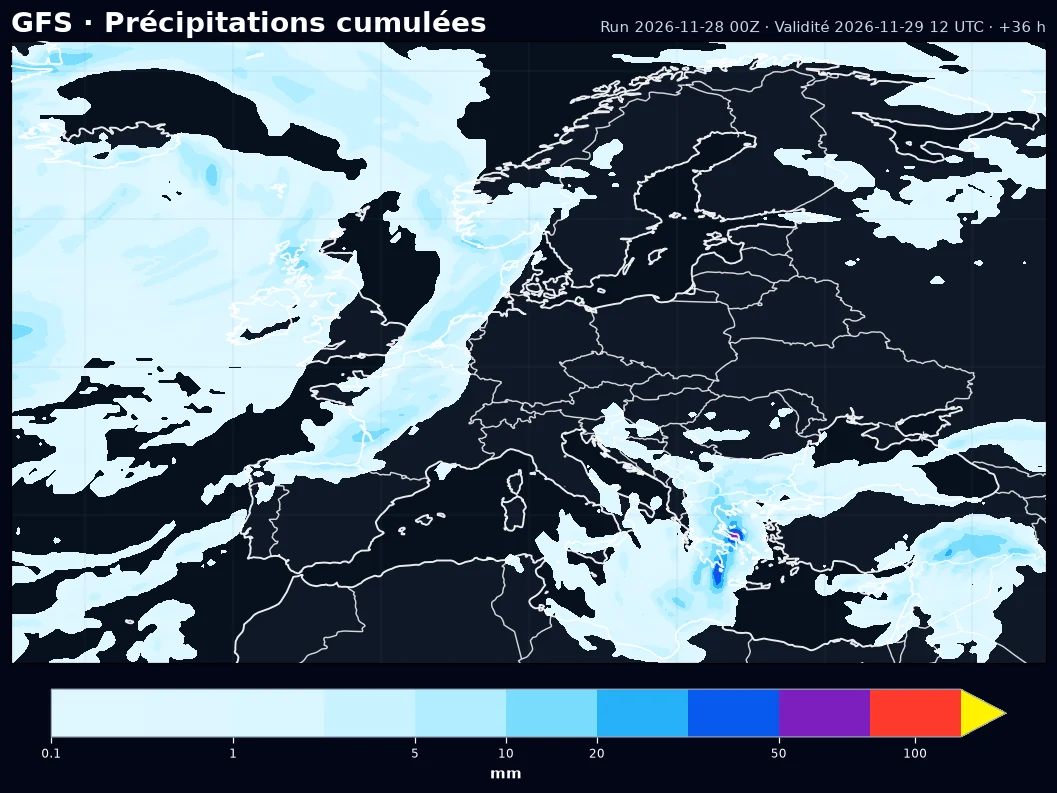 GFS · Précipitations cumulées
Run 2026-11-28 00Z · Validité 2026-11-29 12 UTC · +36 h
0.1 1 5 10 20 50 100
mm